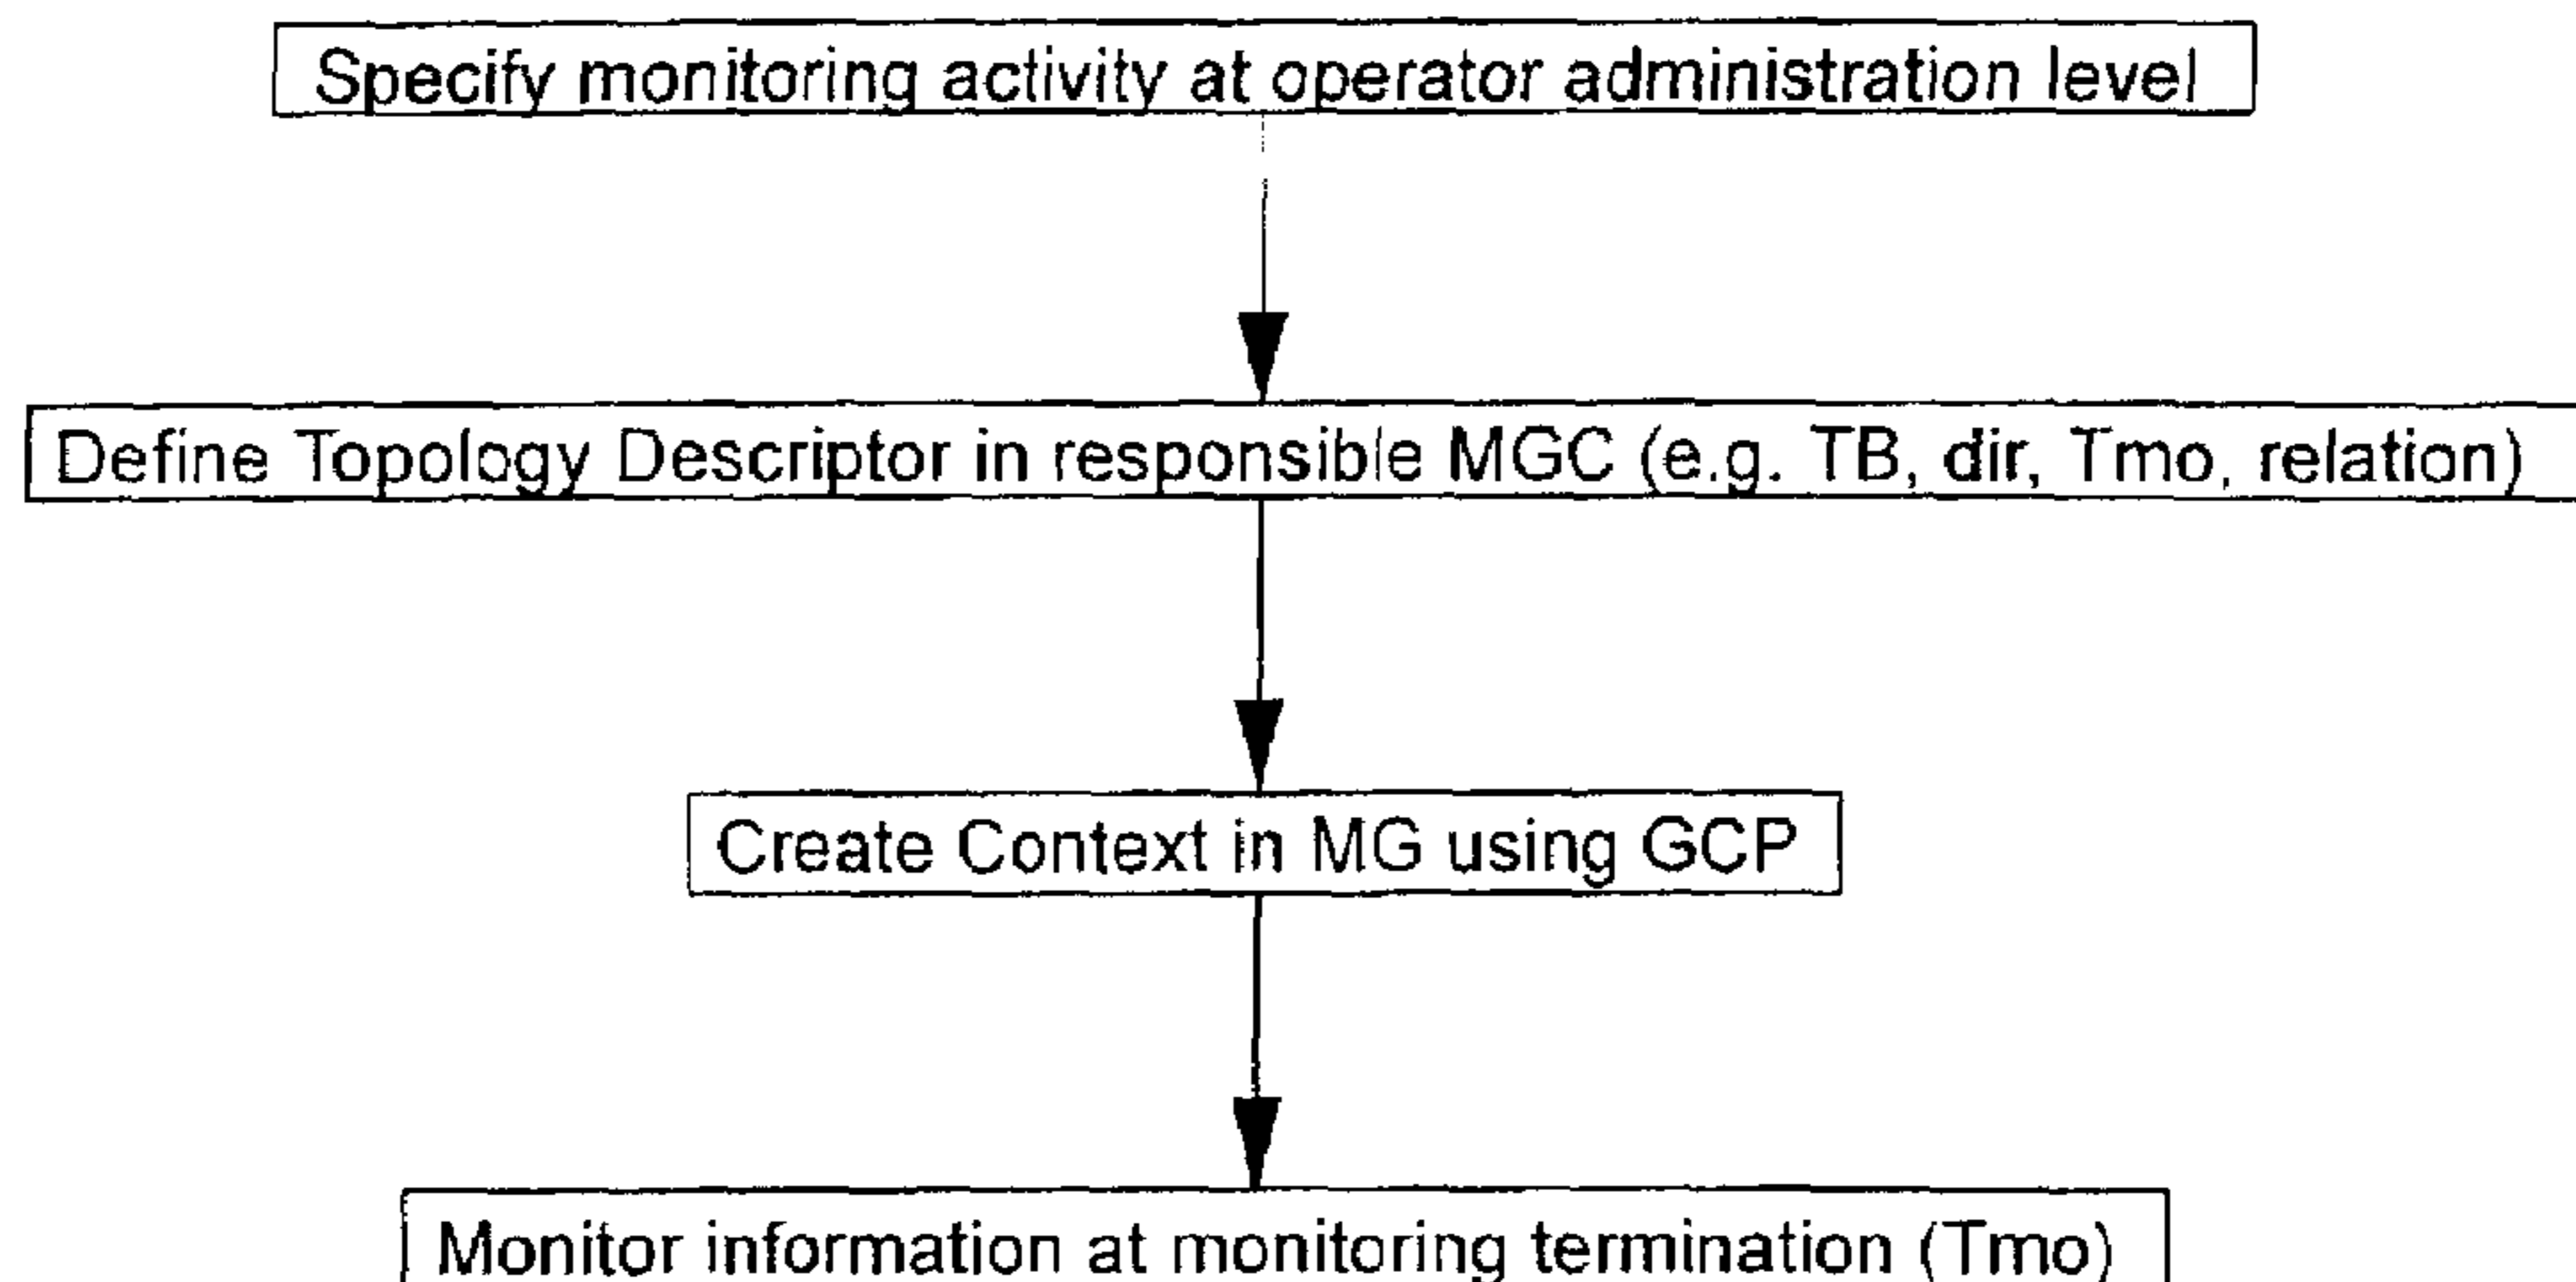 Specify monitoring activity at operator administration level
Define Topology Descriptor in responsible MGC (e.g. TB, dir, Tmo, relation)
Create Context in MG using GCP
Monitor information at monitoring termination (Tmo)